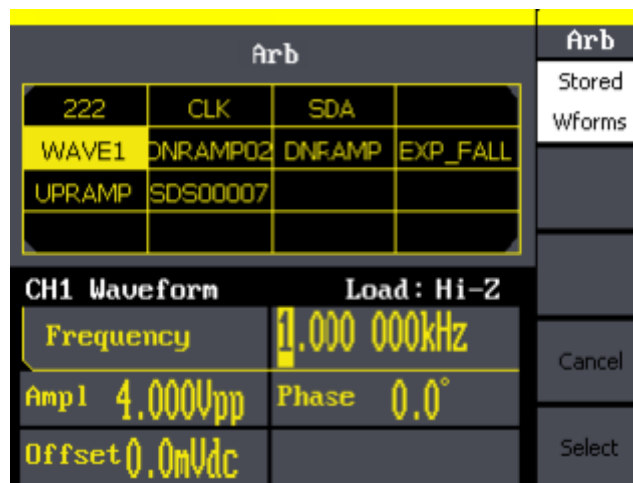 Arb
222 CLK SDA
WAVE1 DNRAMP02 DNRAMP EXP_FALL
UPRAMP SDS00007
CH1 Waveform Load: Hi-Z
Frequency 1.000 000kHz
Ampl 4.000Vpp Phase 0.0°
Offset 0.0mVdc
Arb
Stored
Wforms
Cancel
Select